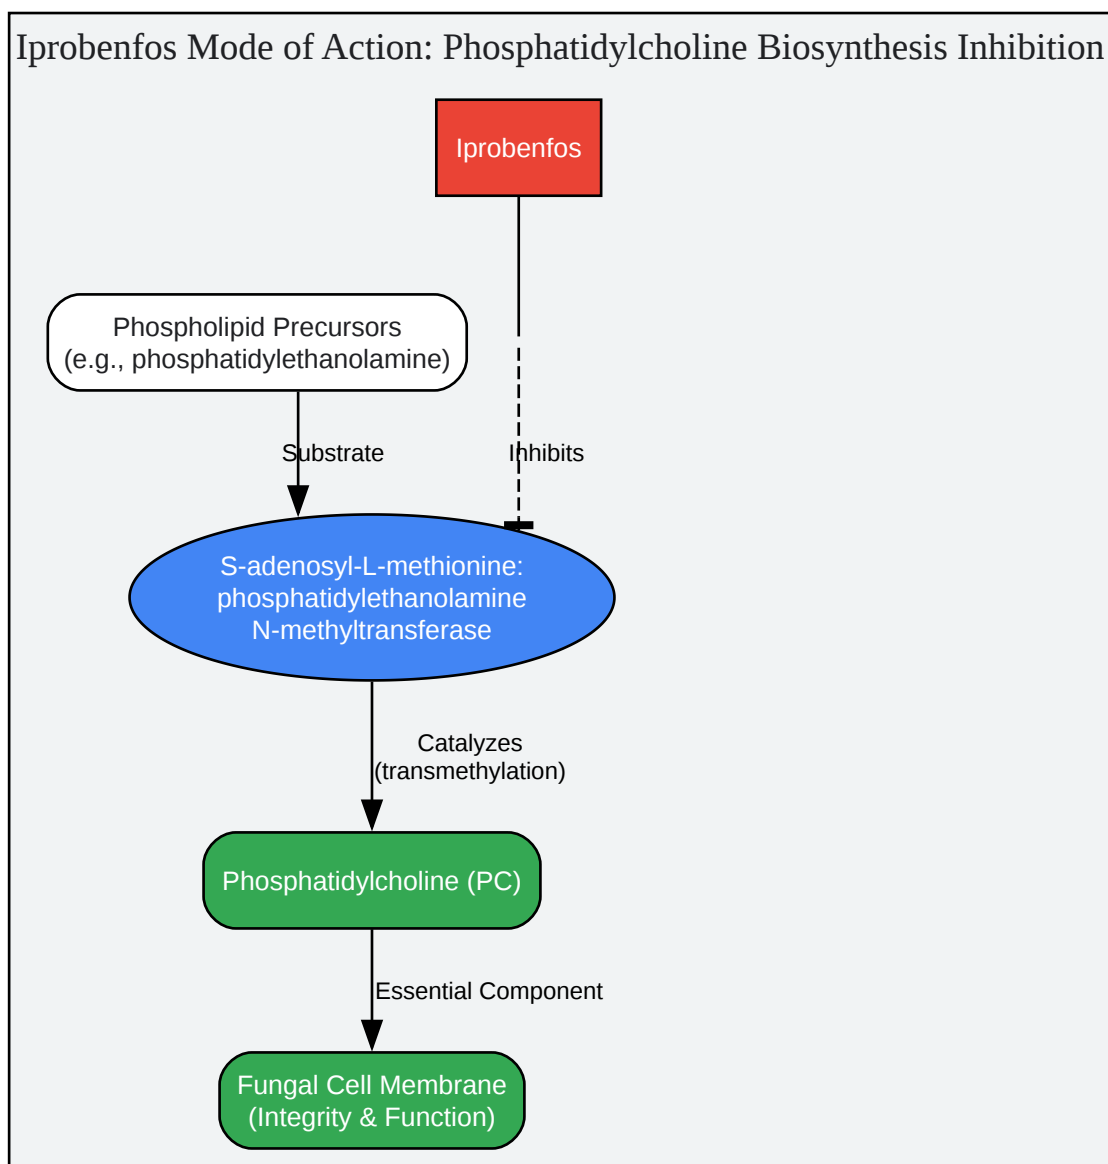 Iprobenfos Mode of Action: Phosphatidylcholine Biosynthesis Inhibition
Iprobenfos
Phospholipid Precursors
(e.g., phosphatidylethanolamine)
Substrate
Inhibits
S-adenosyl-L-methionine:
phosphatidylethanolamine
N-methyltransferase
Catalyzes
(transmethylation)
Phosphatidylcholine (PC)
Essential Component
Fungal Cell Membrane
(Integrity & Function)